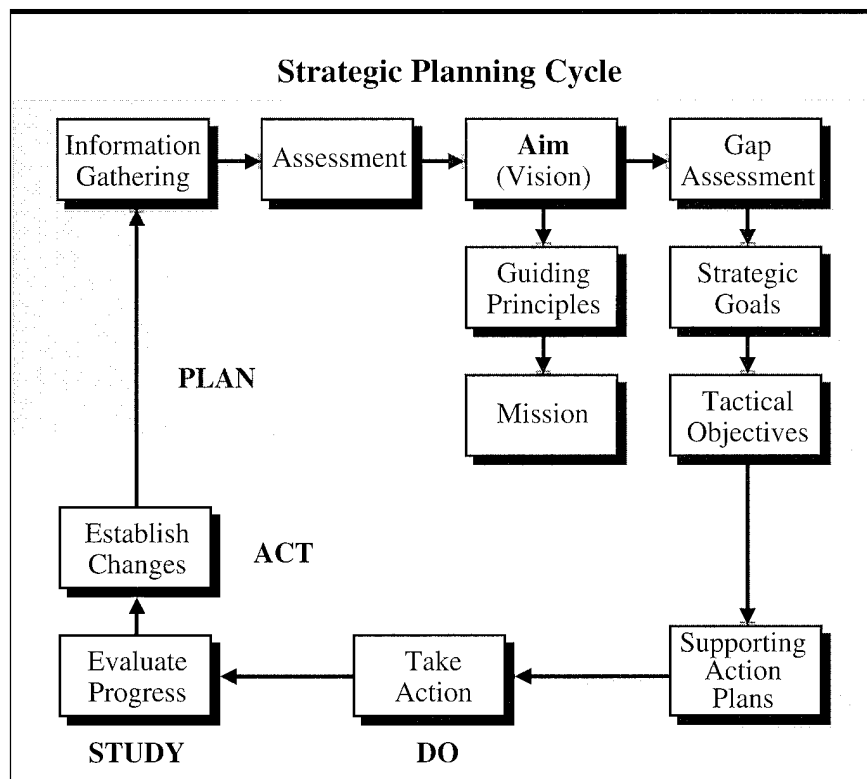 Strategic Planning Cycle
Information
Gathering
Assessment
Aim
(Vision)
Gap
Assessment
Guiding
Principles
Strategic
Goals
PLAN
Mission
Tactical
Objectives
Establish
Changes
ACT
Evaluate
Progress
Take
Action
Supporting
Action
Plans
STUDY
DO